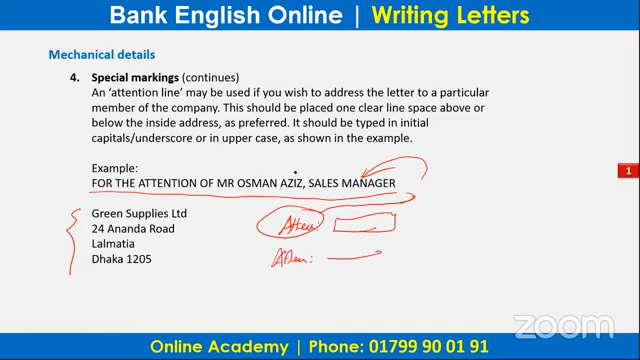 Bank English Online | Writing Letters
Mechanical details
4. Special markings (continues)
An ‘attention line’ may be used if you wish to address the letter to a particular
member of the company. This should be placed one clear line space above or
below the inside address, as preferred. It should be typed in initial
capitals/underscore or in upper case, as shown in the example.
Example:
FOR THE ATTENTION OF MR OSMAN AZIZ, SALES MANAGER
1
Green Supplies Ltd
24 Ananda Road
Lalmatia
Dhaka 1205
Atten:
Atten:
zoom
Online Academy | Phone: 01799 90 01 91